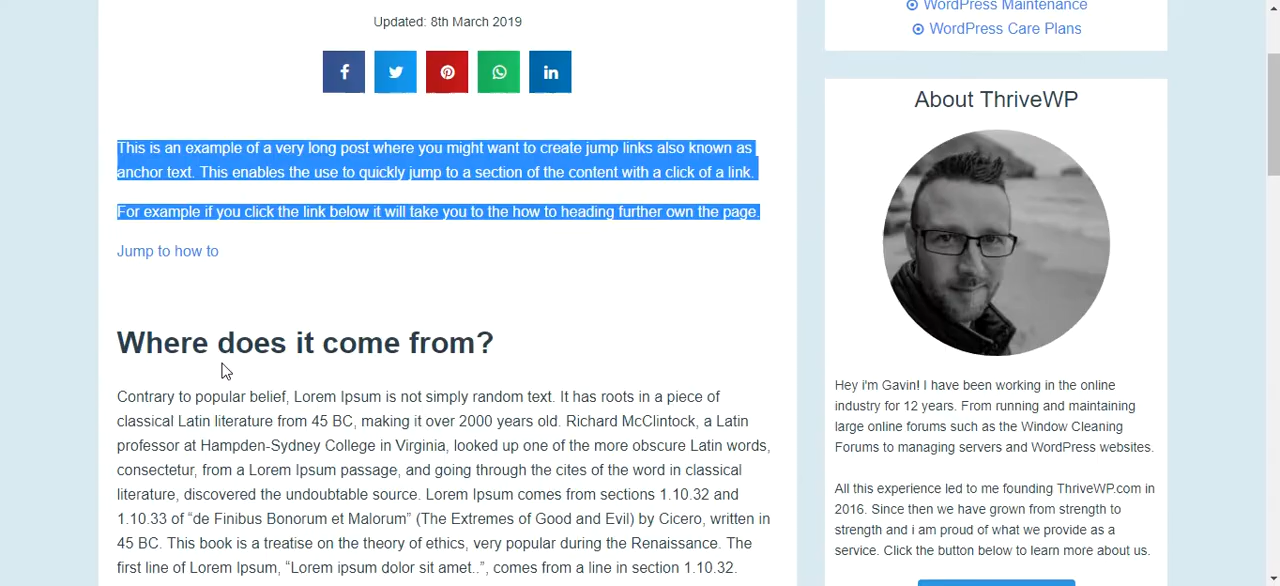 Updated: 8th March 2019
This is an example of a very long post where you might want to create jump links also known as
anchor text. This enables the use to quickly jump to a section of the content with a click of a link.
For example if you click the link below it will take you to the how to heading further own the page.
Jump to how to
Where does it come from?
Contrary to popular belief, Lorem Ipsum is not simply random text. It has roots in a piece of
classical Latin literature from 45 BC, making it over 2000 years old. Richard McClintock, a Latin
professor at Hampden-Sydney College in Virginia, looked up one of the more obscure Latin words,
consectetur, from a Lorem Ipsum passage, and going through the cites of the word in classical
literature, discovered the undoubtable source. Lorem Ipsum comes from sections 1.10.32 and
1.10.33 of “de Finibus Bonorum et Malorum” (The Extremes of Good and Evil) by Cicero, written in
45 BC. This book is a treatise on the theory of ethics, very popular during the Renaissance. The
first line of Lorem Ipsum, “Lorem ipsum dolor sit amet..”, comes from a line in section 1.10.32.
WordPress Maintenance
WordPress Care Plans
About ThriveWP
Hey i'm Gavin! I have been working in the online
industry for 12 years. From running and maintaining
large online forums such as the Window Cleaning
Forums to managing servers and WordPress websites.
All this experience led to me founding ThriveWP.com in
2016. Since then we have grown from strength to
strength and i am proud of what we provide as a
service. Click the button below to learn more about us.